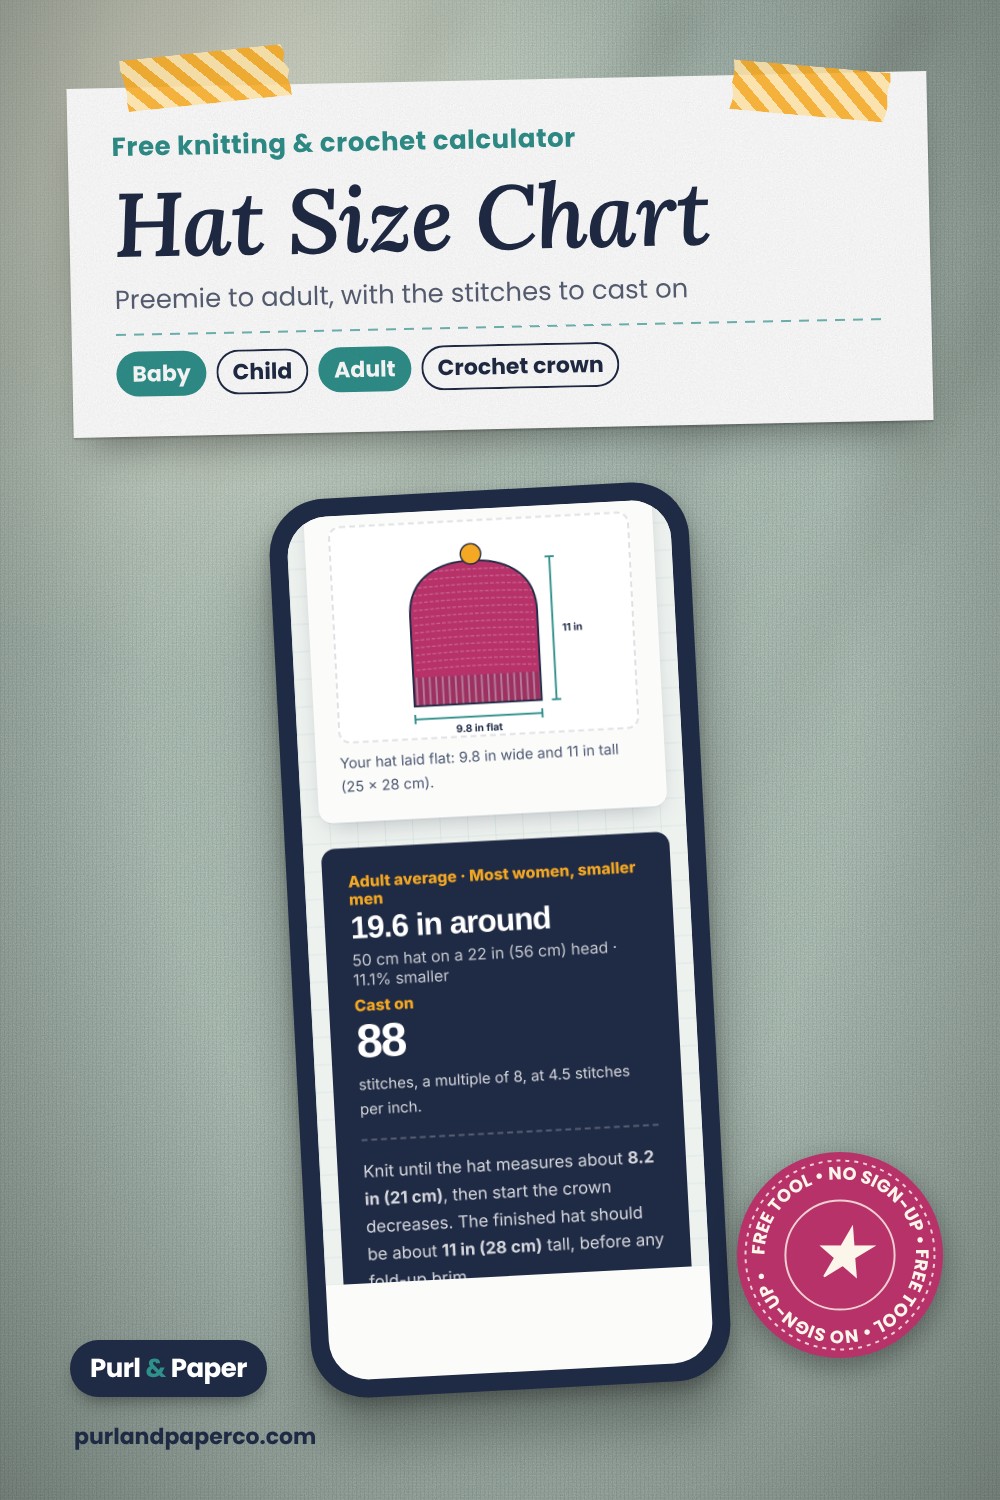 Free knitting & crochet calculator
Hat Size Chart
Preemie to adult, with the stitches to cast on
Baby
Child
Adult
Crochet crown
11 in
9.8 in flat
Your hat laid flat: 9.8 in wide and 11 in tall
(25 × 28 cm).
Adult average · Most women, smaller
men
19.6 in around
50 cm hat on a 22 in (56 cm) head ·
11.1% smaller
Cast on
88
stitches, a multiple of 8, at 4.5 stitches
per inch.
Knit until the hat measures about 8.2
in (21 cm), then start the crown
decreases. The finished hat should
be about 11 in (28 cm) tall, before any
fold-up brim
FREE TOOL • NO SIGN-UP • FREE TOOL • NO SIGN-UP •
Purl & Paper
purlandpaperco.com